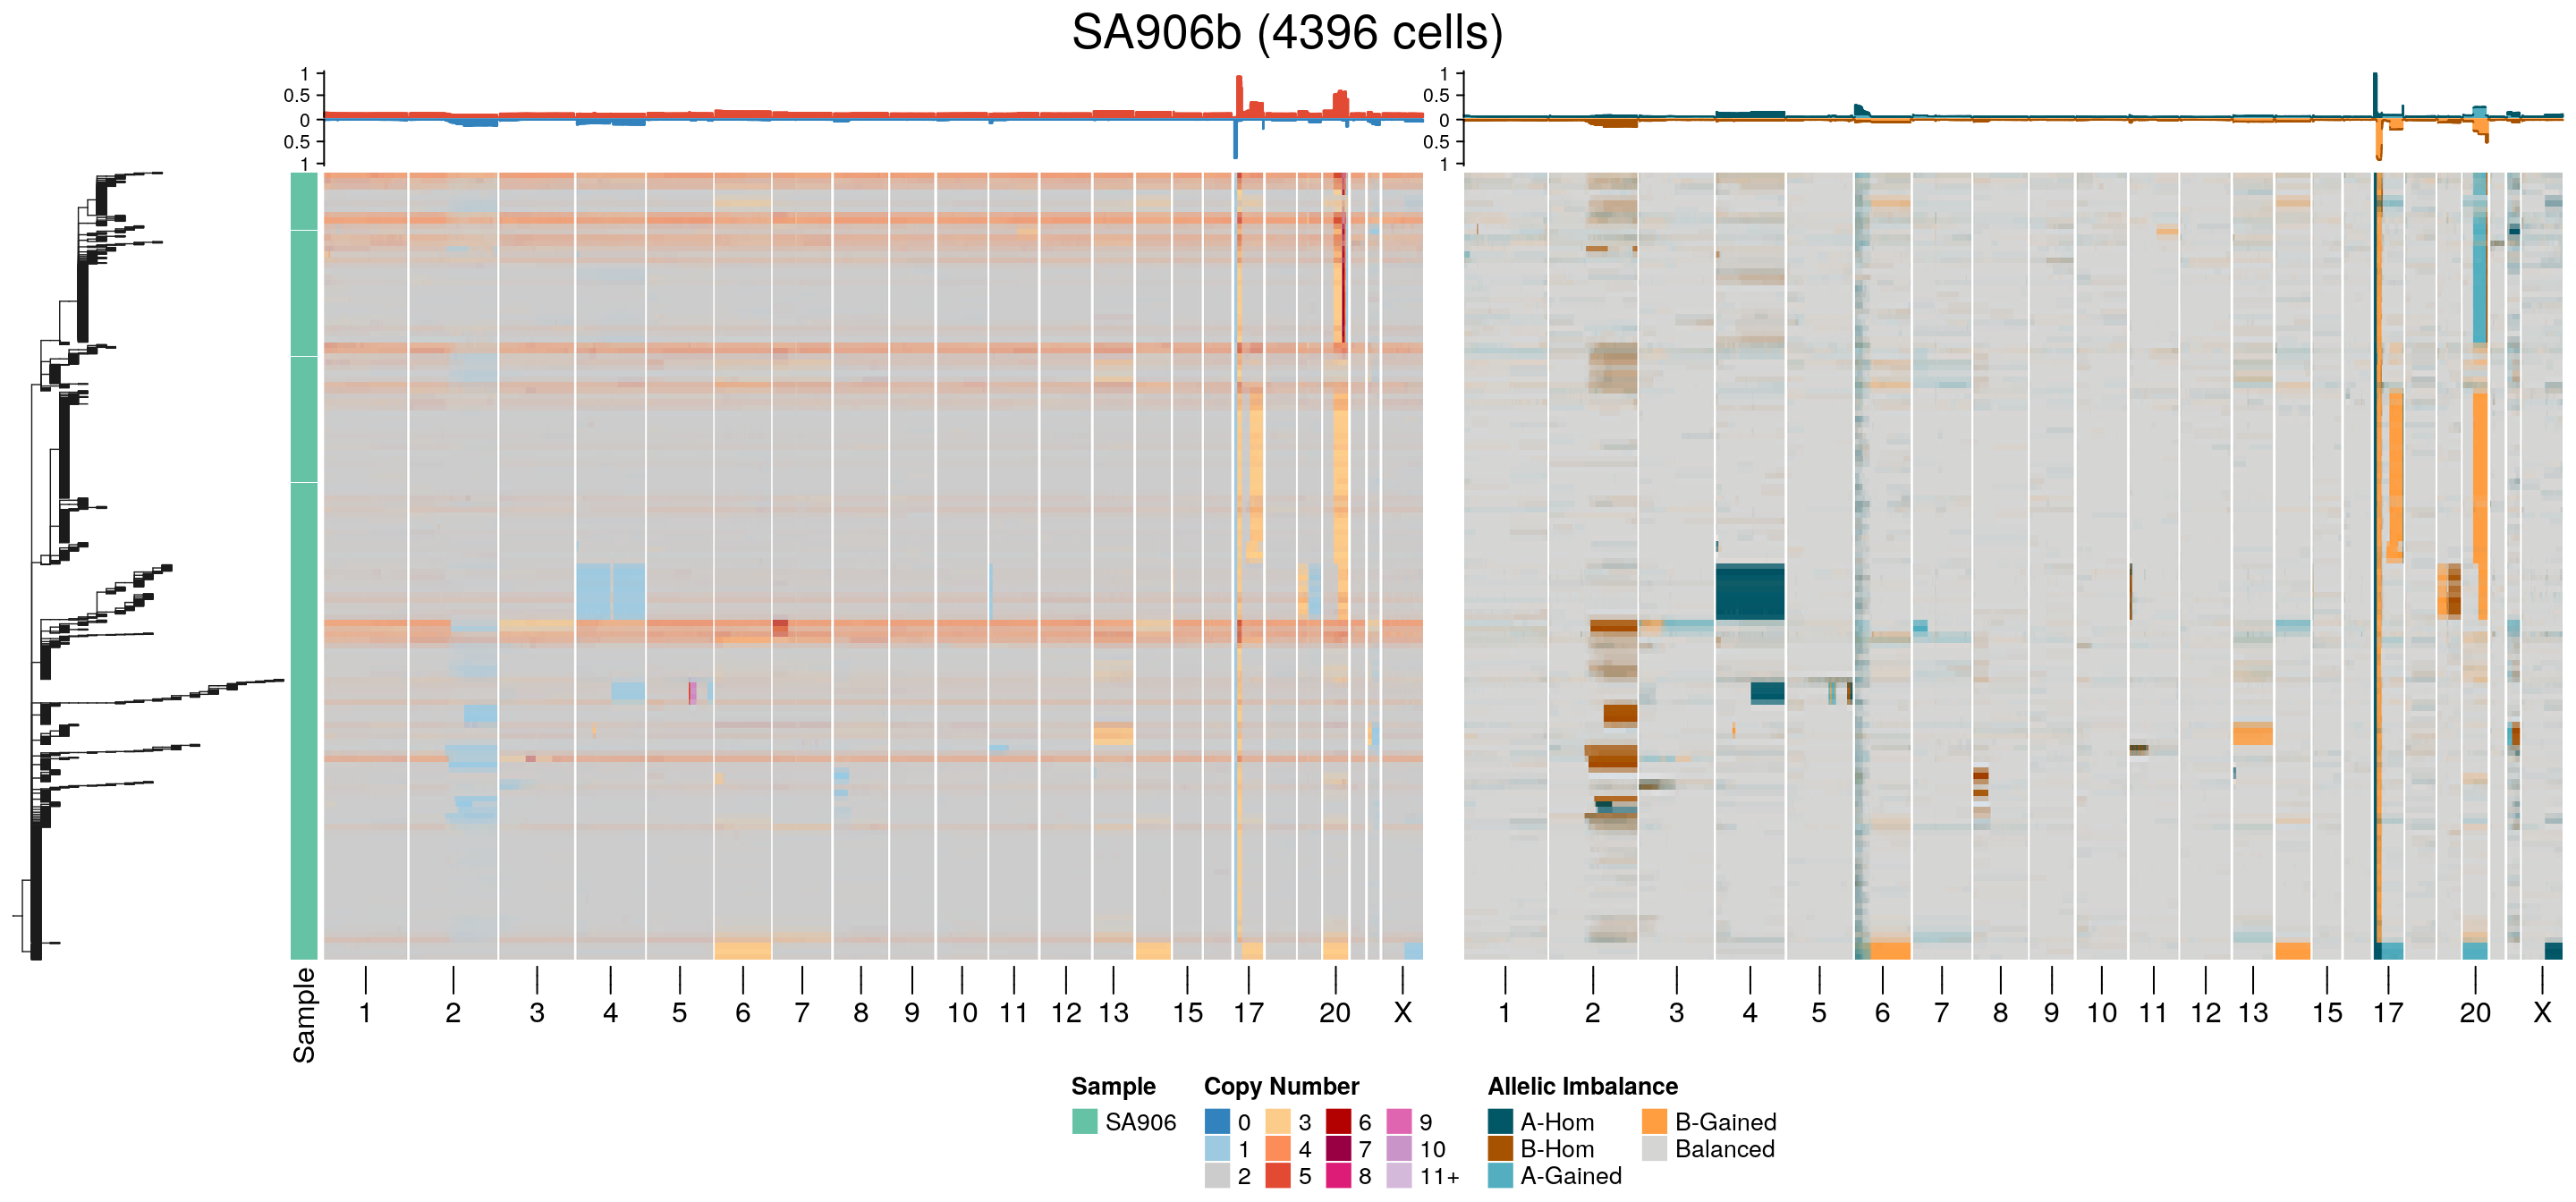 SA906b (4396 cells)
1 0.5 0 0.5 1
1 0.5 0 0.5 1
Sample
1 2 3 4 5 6 7 8 9 10 11 12 13 15 17 20 X
1 2 3 4 5 6 7 8 9 10 11 12 13 15 17 20 X
Sample
SA906
Copy Number
0 3 6 9
1 4 7 10
2 5 8 11+
Allelic Imbalance
A-Hom B-Gained
B-Hom Balanced
A-Gained